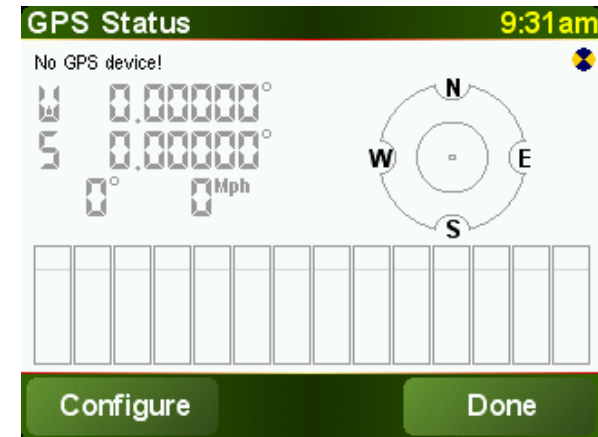 GPS Status 9:31am
No GPS device!
W 0.00000°
S 0.00000°
0° 0Mph
N
W E
S
Configure Done